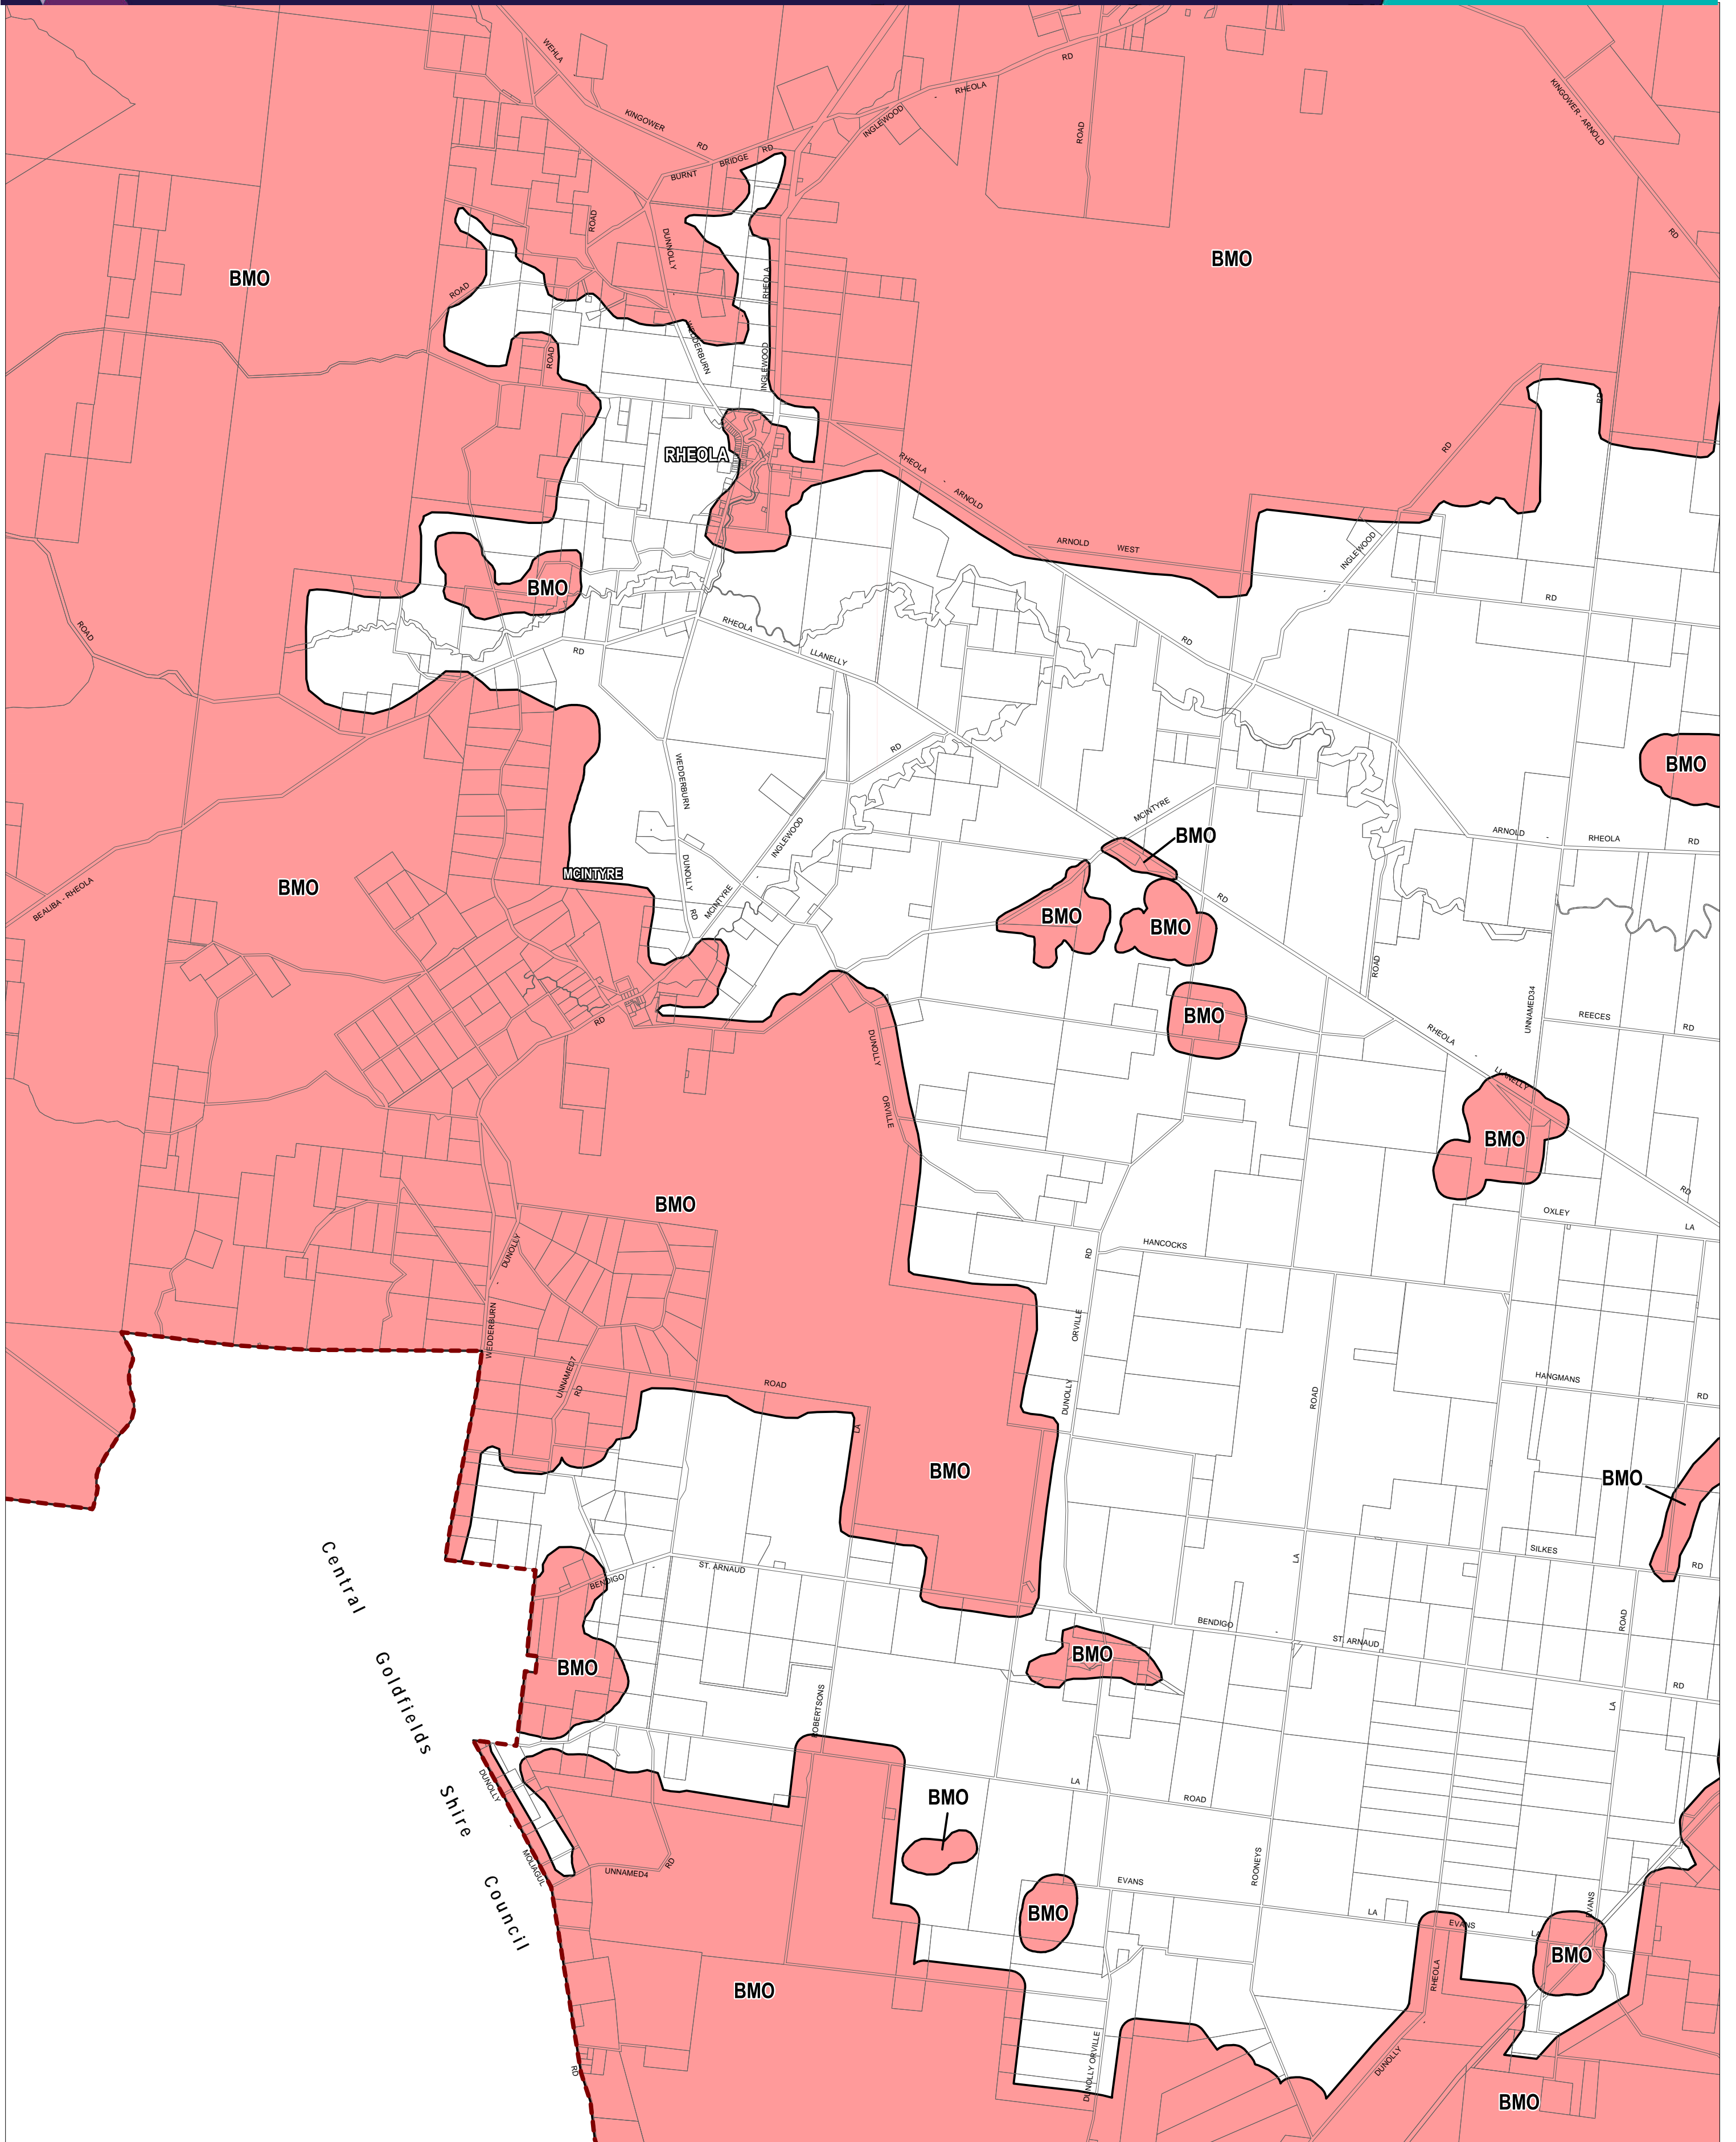 WEHLA
RD
RHEOLA
-
INGLEWOOD
KINGOWER - ARNOLD
KINGOWER
RD
ROAD
BRIDGE
RD
BURNT
ROAD
DUNNOLLY
RD
BMO
BMO
RHEOLA
ROAD
WEDDERBURN
ROAD
INGLEWOOD
RD
RD
RHEOLA
RHEOLA
-
ARNOLD
ARNOLD
WEST
INGLEWOOD
BMO
RD
ROAD
RHEOLA
RD
RD
LLANELLY
RD
WEDDERBURN
BMO
MCINTYRE
BMO
INGLEWOOD
ARNOLD
-
RHEOLA
RD
MCINTYRE
DUNOLLY
BMO
BEALIBA - RHEOLA
MCINTYRE
RD
RD
BMO
BMO
ROAD
UNNAMED34
BMO
REECES
RD
RD
DUNOLLY
RHEOLA
-
LLANELLY
ORVILLE
BMO
BMO
RD
OXLEY
LA
HANCOCKS
RD
DUNOLLY
WEDDERBURN
ORVILLE
UNNAMED7
RD
ROAD
HANGMANS
RD
DUNOLLY
ROAD
LA
BMO
BMO
SILKES
RD
LA
Central Goldfields Shire Council
ST. ARNAUD
BENDIGO
BENDIGO
-
ST. ARNAUD
ROAD
BMO
BMO
RD
ROBERTSONS
LA
DUNOLLY
-
MOLIAGUL
LA
ROAD
BMO
UNNAMED4
RD
ROONEYS
EVANS
BMO
LA
EVANS
LA
EVANS
BMO
RHEOLA
BMO
DUNOLLY ORVILLE
DUNOLLY
RD
BMO